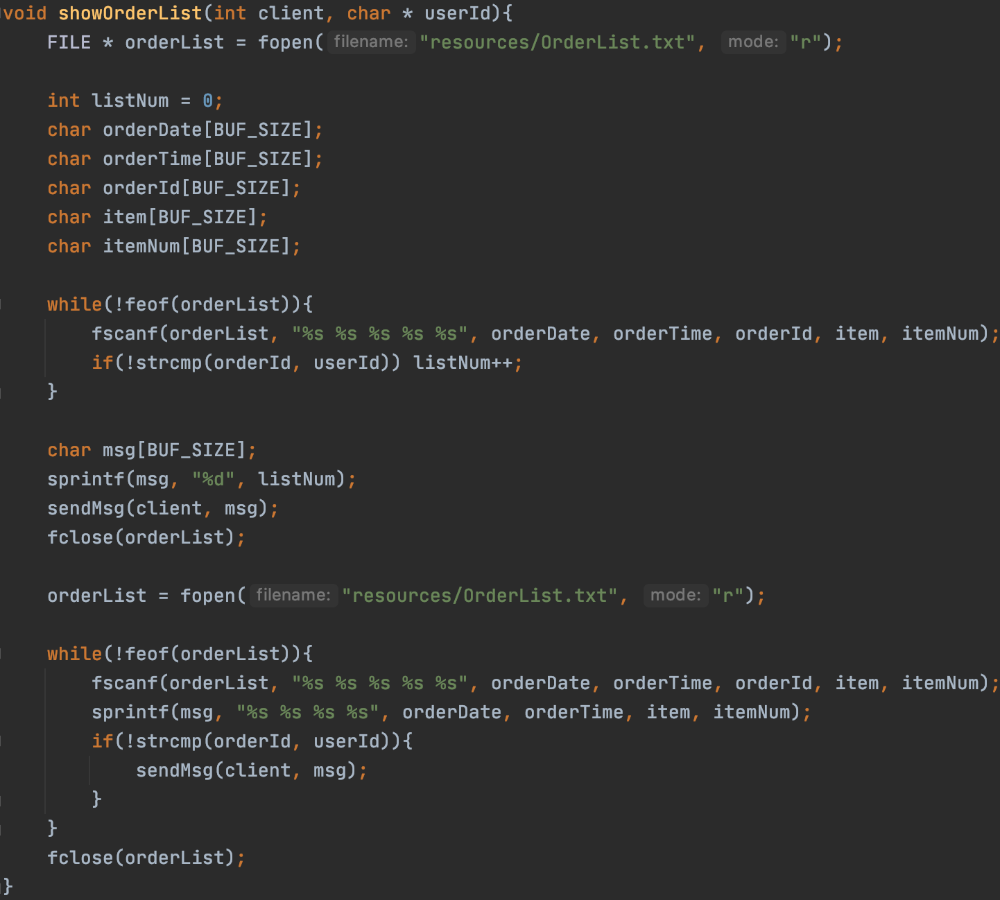 void showOrderList(int client, char * userId){
    FILE * orderList = fopen( filename: "resources/OrderList.txt", mode: "r");

    int listNum = 0;
    char orderDate[BUF_SIZE];
    char orderTime[BUF_SIZE];
    char orderId[BUF_SIZE];
    char item[BUF_SIZE];
    char itemNum[BUF_SIZE];

    while(!feof(orderList)){
        fscanf(orderList, "%s %s %s %s %s", orderDate, orderTime, orderId, item, itemNum);
        if(!strcmp(orderId, userId)) listNum++;
    }

    char msg[BUF_SIZE];
    sprintf(msg, "%d", listNum);
    sendMsg(client, msg);
    fclose(orderList);

    orderList = fopen( filename: "resources/OrderList.txt", mode: "r");

    while(!feof(orderList)){
        fscanf(orderList, "%s %s %s %s %s", orderDate, orderTime, orderId, item, itemNum);
        sprintf(msg, "%s %s %s %s", orderDate, orderTime, item, itemNum);
        if(!strcmp(orderId, userId)){
            sendMsg(client, msg);
        }
    }
    fclose(orderList);
}